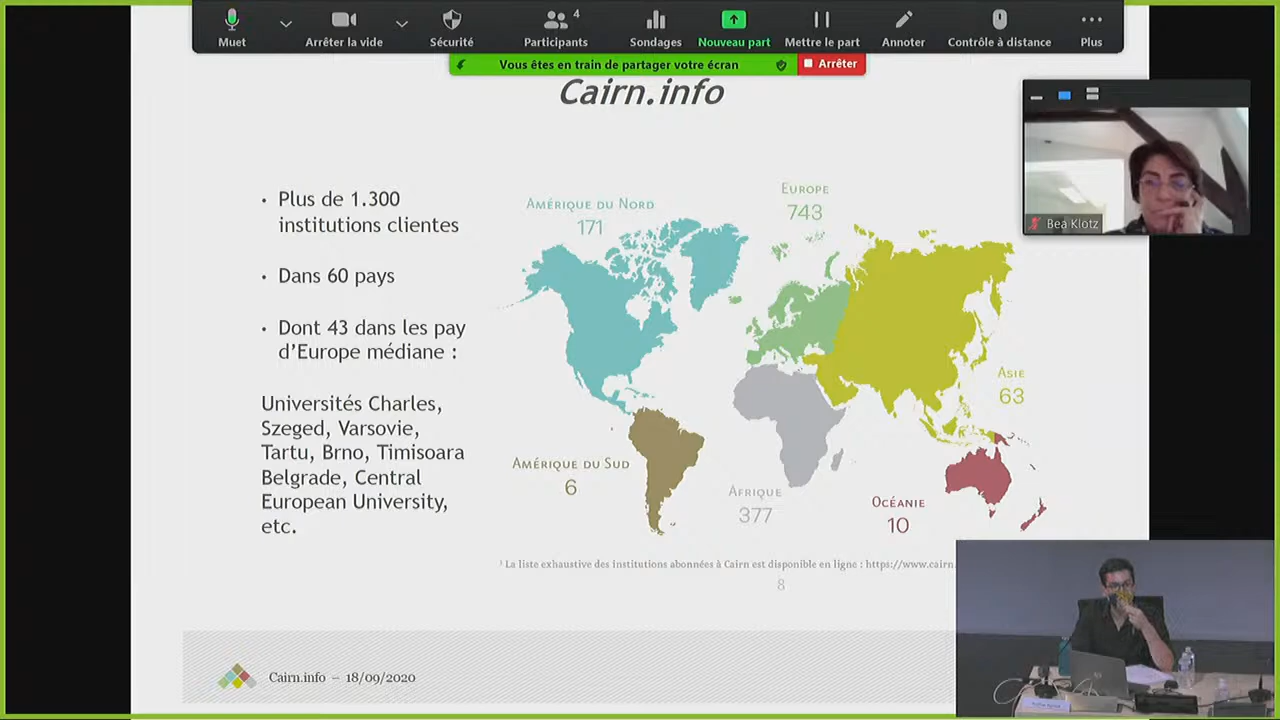 Muet
Arrêter la vide
Sécurité
Participants
4
Sondages
Nouveau part
Mettre le part
Annoter
Contrôle à distance
Plus
Vous êtes en train de partager votre écran
Arrêter
Cairn.info
• Plus de 1.300
institutions clientes
• Dans 60 pays
• Dont 43 dans les pay
d'Europe médiane :
Universités Charles,
Szeged, Varsovie,
Tartu, Brno, Timisoara
Belgrade, Central
European University,
etc.
Amérique du Nord
171
Europe
743
Asie
63
Amérique du Sud
6
Afrique
377
Océanie
10
¹ La liste exhaustive des institutions abonnées à Cairn est disponible en ligne : https://www.cairn.
8
Cairn.info – 18/09/2020
Bea Klotz